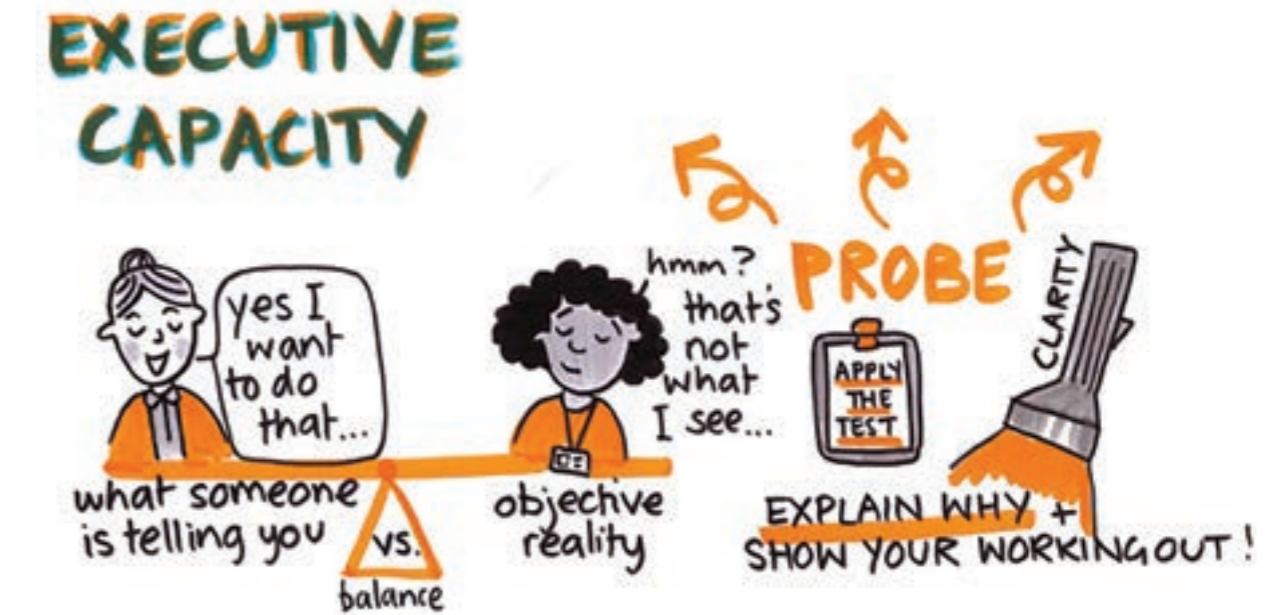 EXECUTIVE
CAPACITY
yes I
want
to do
that...
what someone
is telling you
vs.
balance
hmm?
that's
not
what
I see...
objective
reality
PROBE
APPLY
THE
TEST
CLARITY
EXPLAIN WHY +
SHOW YOUR WORKING OUT!